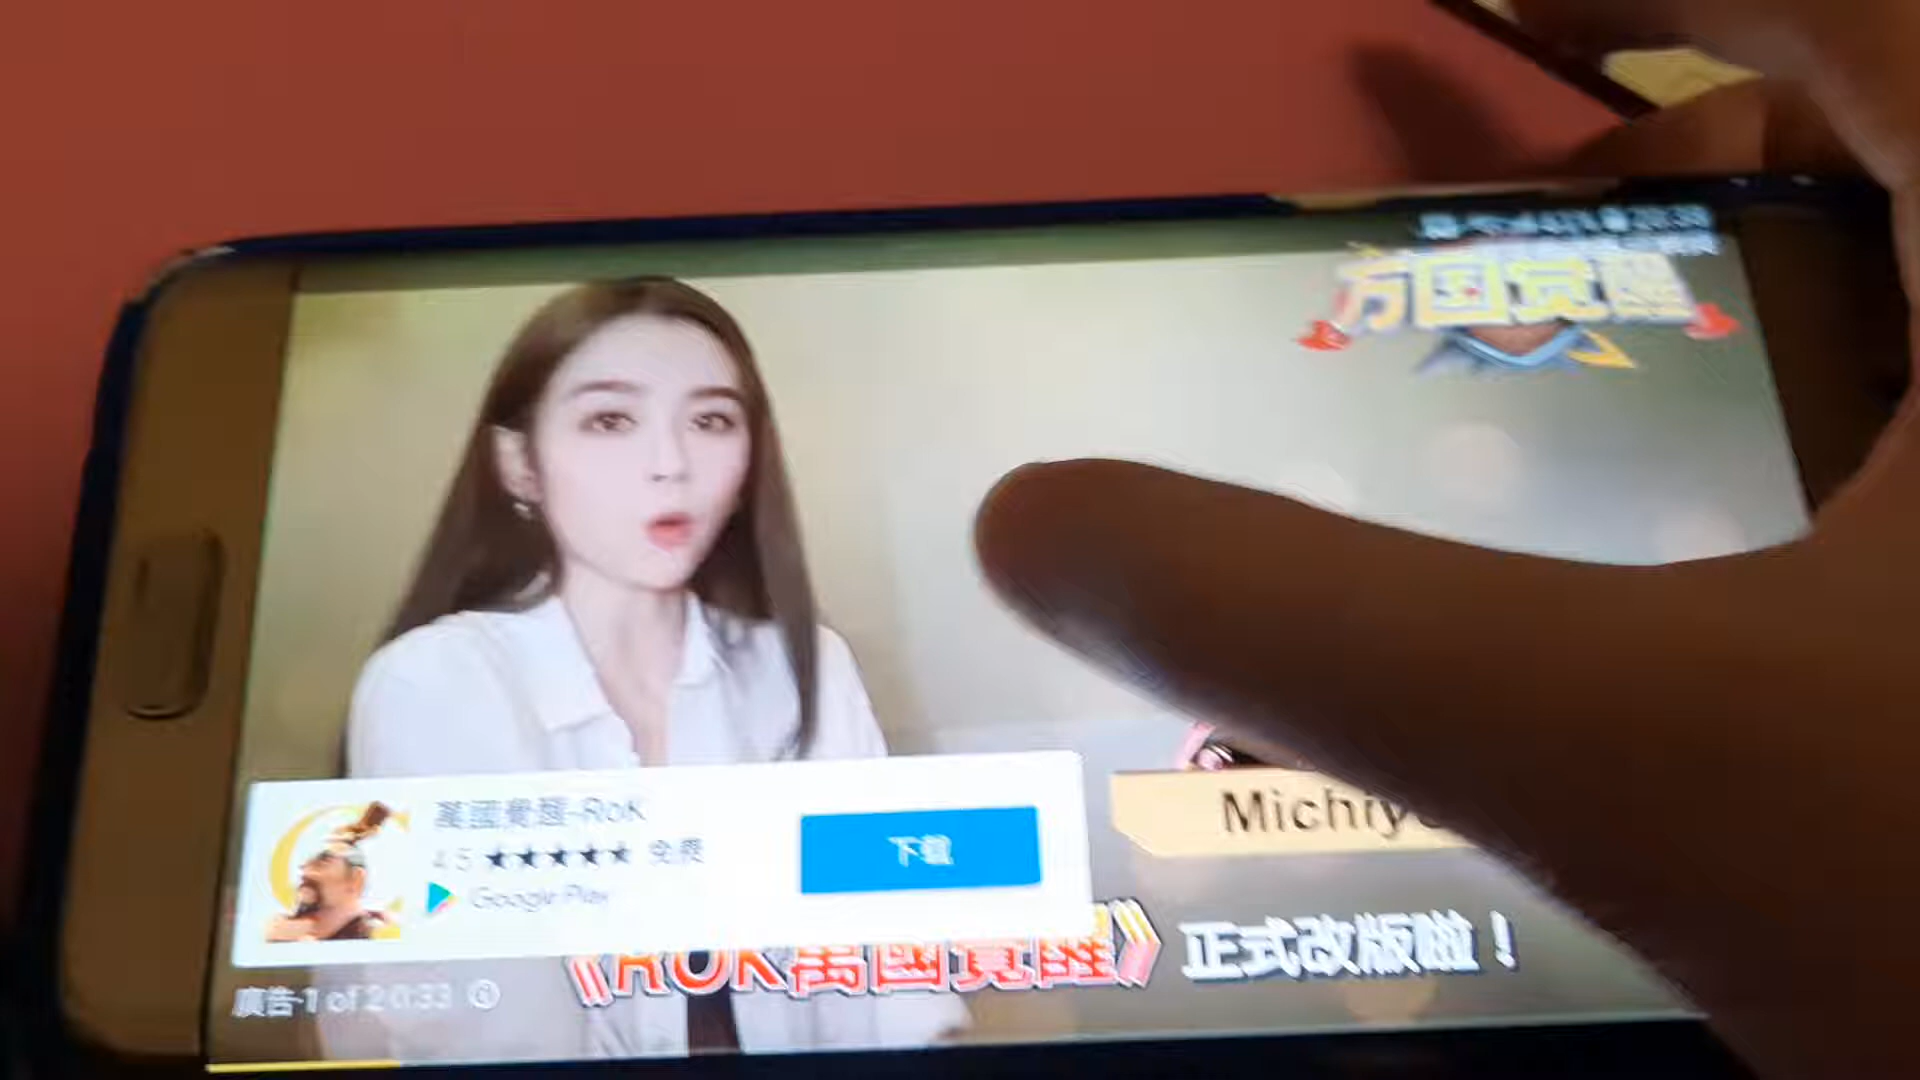 万国觉醒
萬國覺醒-RoK
4.5 ★★★★★ 免費
Google Play
下載
《ROK萬國覺醒》正式改版啦！
廣告·1 of 2 0:33